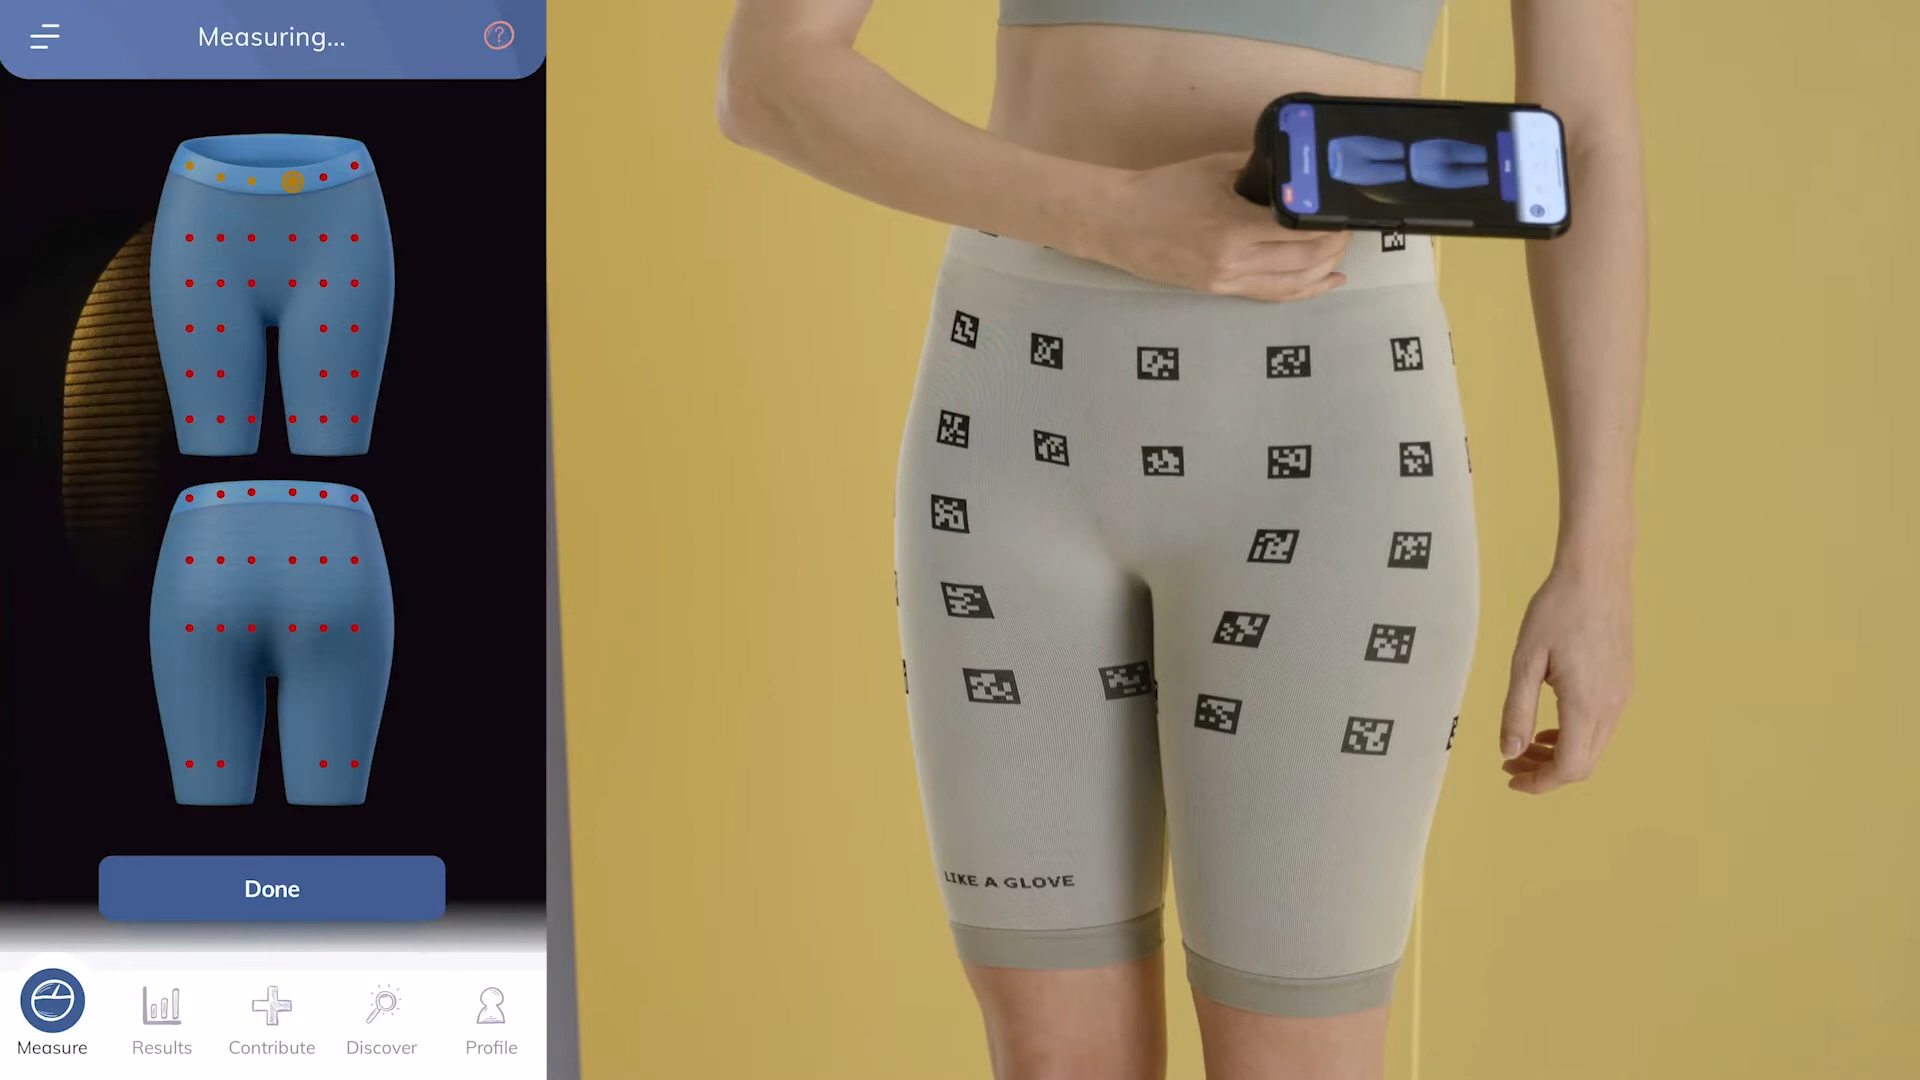 Measuring...
?
Done
Measure
Results
Contribute
Discover
Profile
LIKE A GLOVE